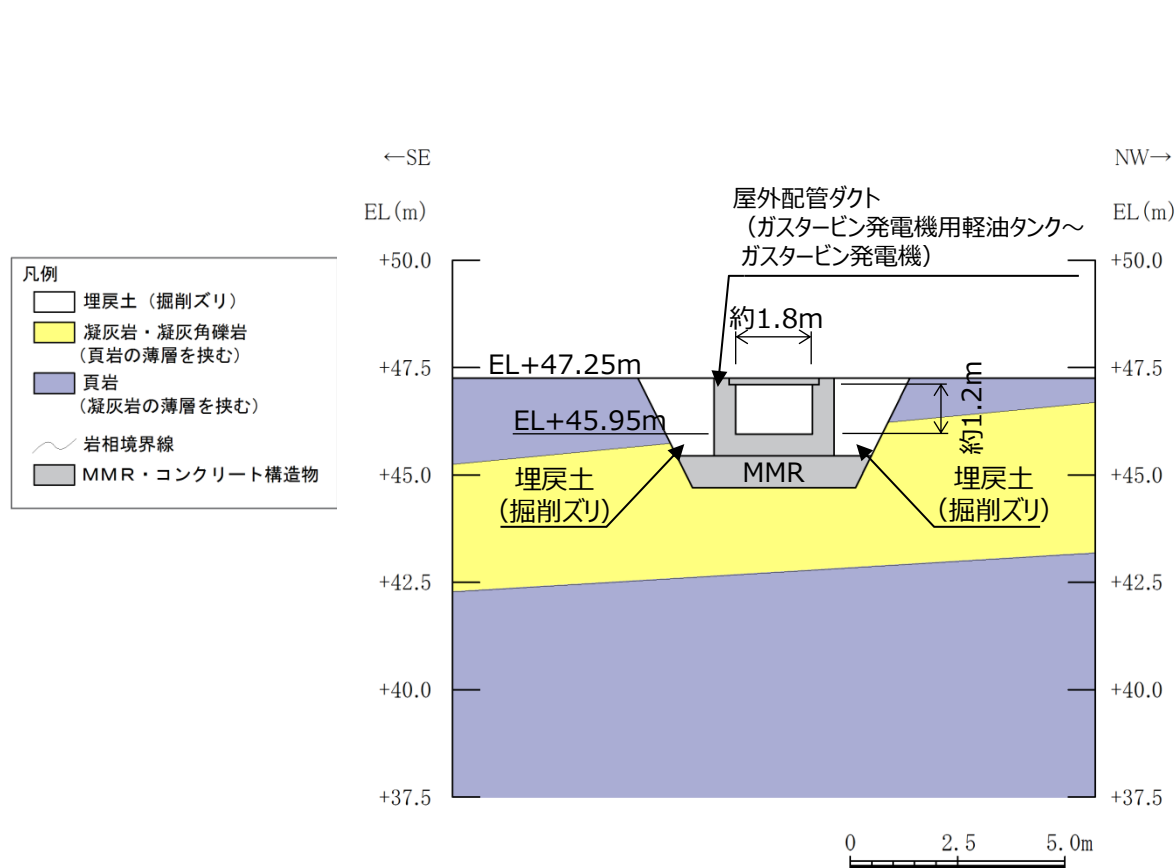 ←SE
NW→
EL(m)
EL(m)
屋外配管ダクト
（ガスタービン発電機用軽油タンク～
ガスタービン発電機）
凡例
埋戻土（掘削ズリ）
凝灰岩・凝灰角礫岩
(頁岩の薄層を挟む)
頁岩
(凝灰岩の薄層を挟む)
岩相境界線
MMR・コンクリート構造物
+50.0
+50.0
約1.8m
+47.5
EL+47.25m
+47.5
EL+45.95m
約1.2m
+45.0
埋戻土
（掘削ズリ）
MMR
埋戻土
（掘削ズリ）
+45.0
+42.5
+42.5
+40.0
+40.0
+37.5
+37.5
0 2.5 5.0m